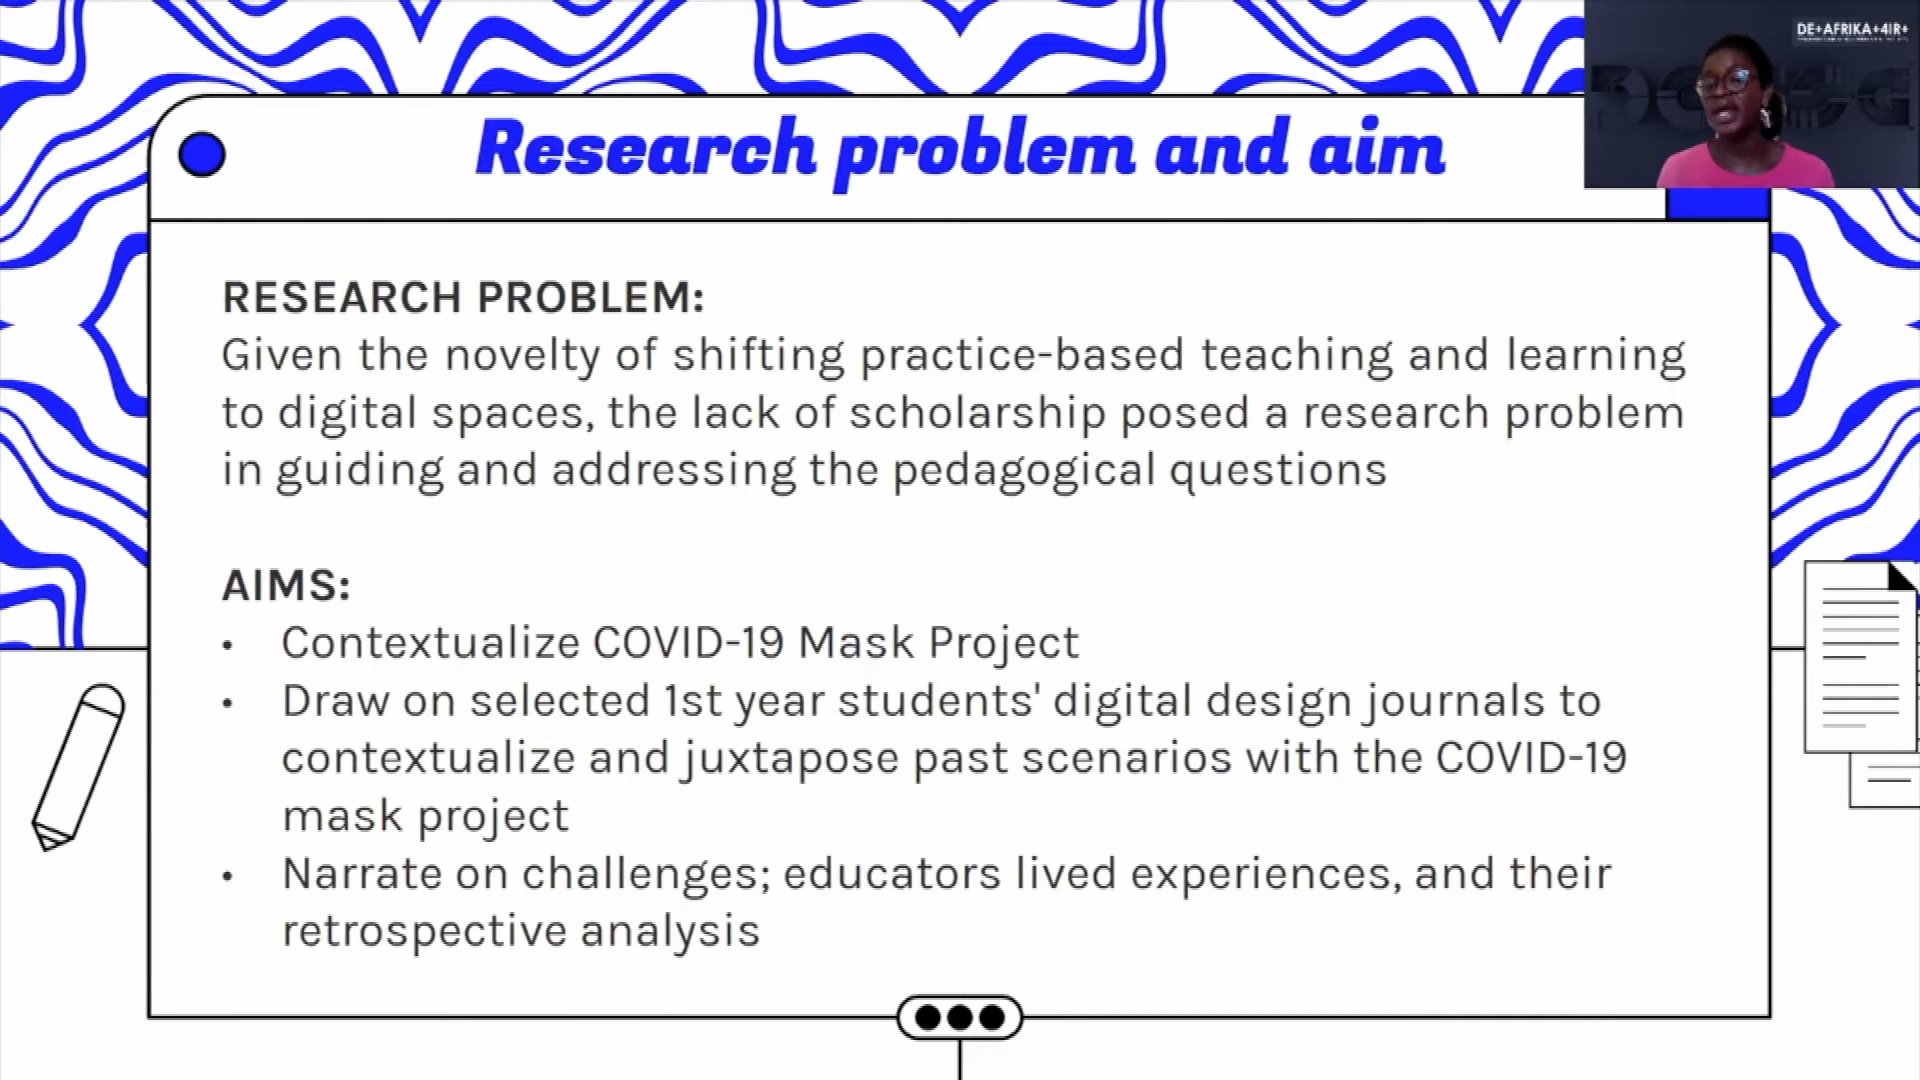 DE+AFRIKA+4IR+
Research problem and aim
RESEARCH PROBLEM:
Given the novelty of shifting practice-based teaching and learning
to digital spaces, the lack of scholarship posed a research problem
in guiding and addressing the pedagogical questions
AIMS:
• Contextualize COVID-19 Mask Project
• Draw on selected 1st year students' digital design journals to
contextualize and juxtapose past scenarios with the COVID-19
mask project
• Narrate on challenges; educators lived experiences, and their
retrospective analysis